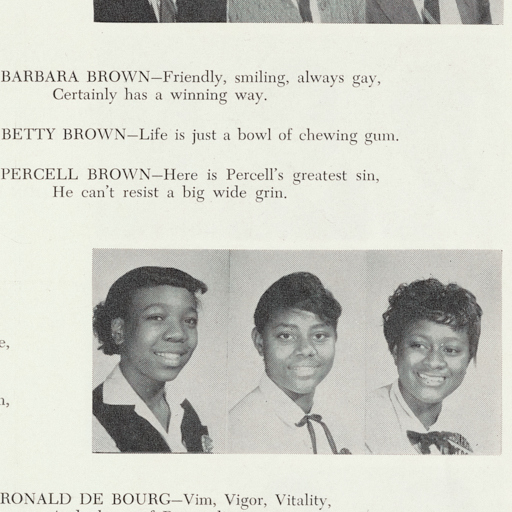 BARBARA BROWN—Friendly, smiling, always gay,
Certainly has a winning way.
BETTY BROWN—Life is just a bowl of chewing gum.
PERCELL BROWN—Here is Percell's greatest sin,
He can't resist a big wide grin.
RONALD DE BOURG—Vim, Vigor, Vitality,